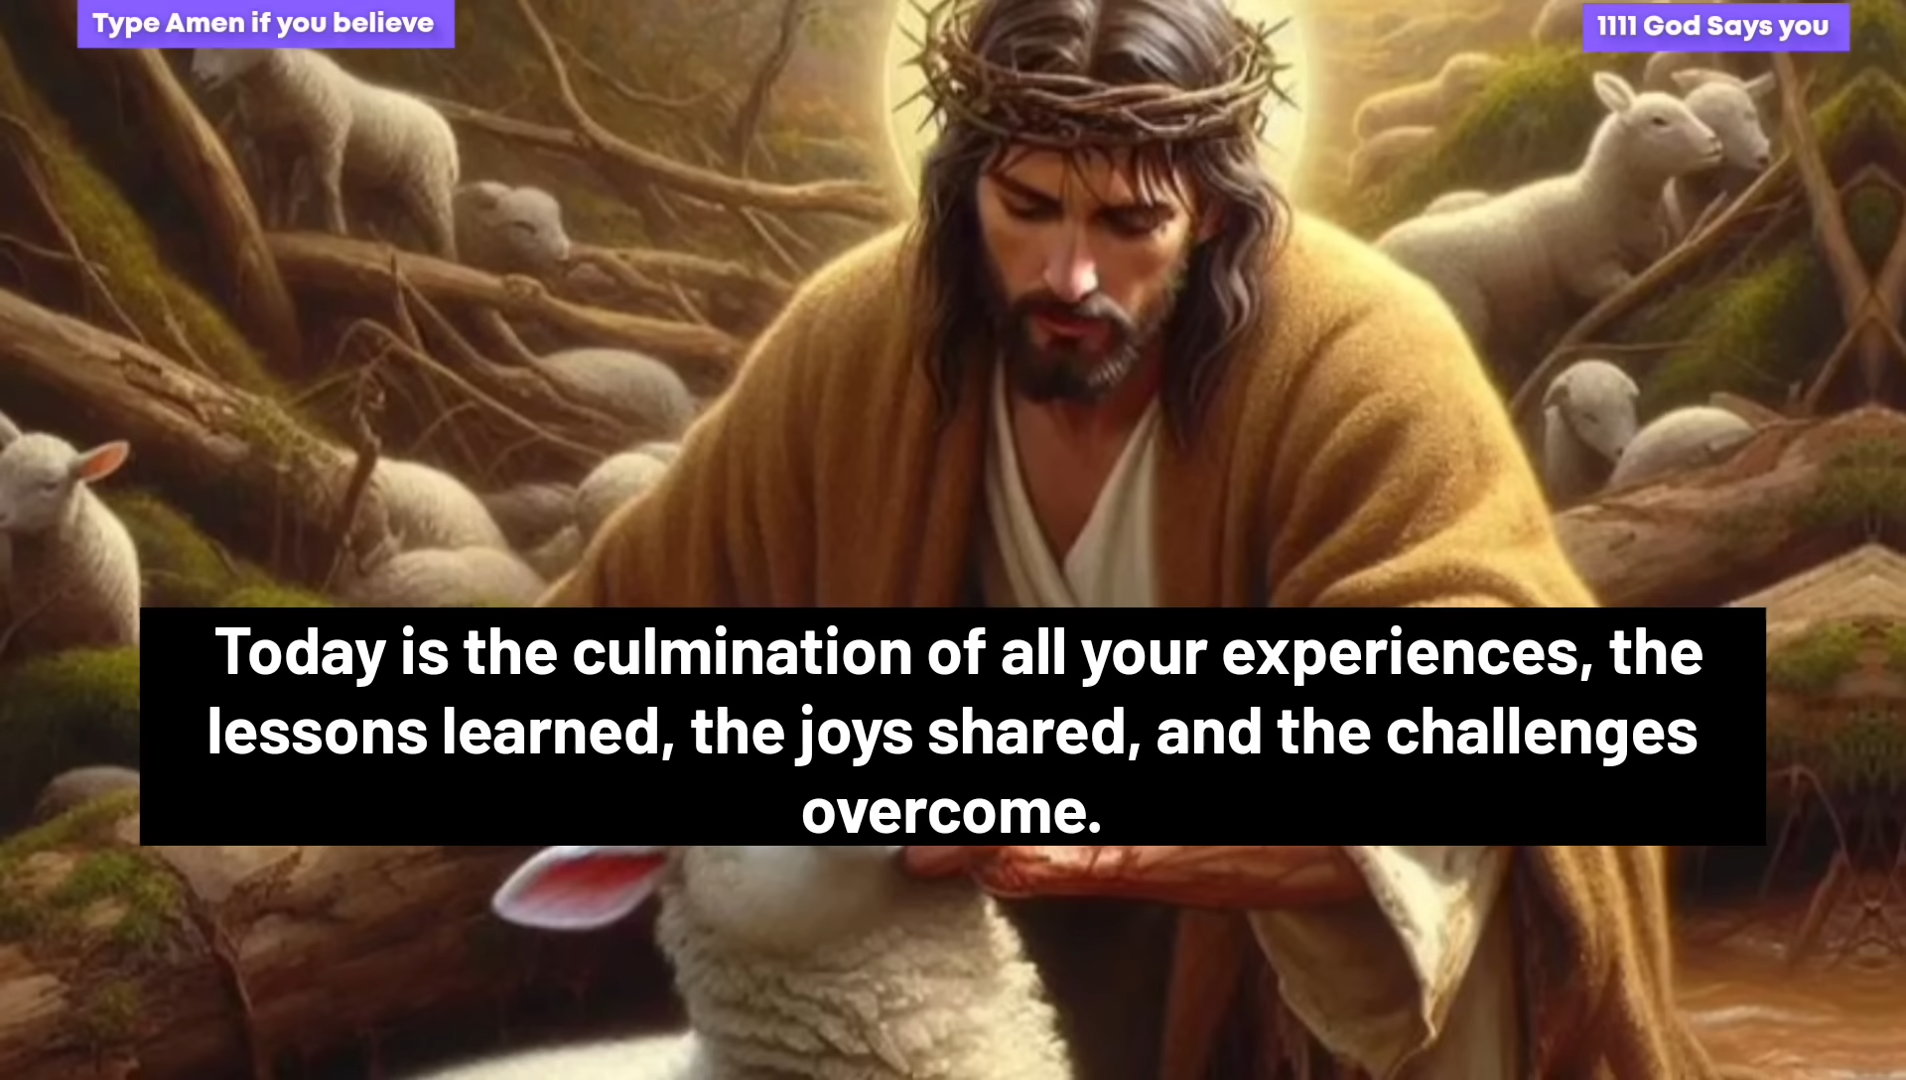 Type Amen if you believe
1111 God Says you
Today is the culmination of all your experiences, the
lessons learned, the joys shared, and the challenges
overcome.